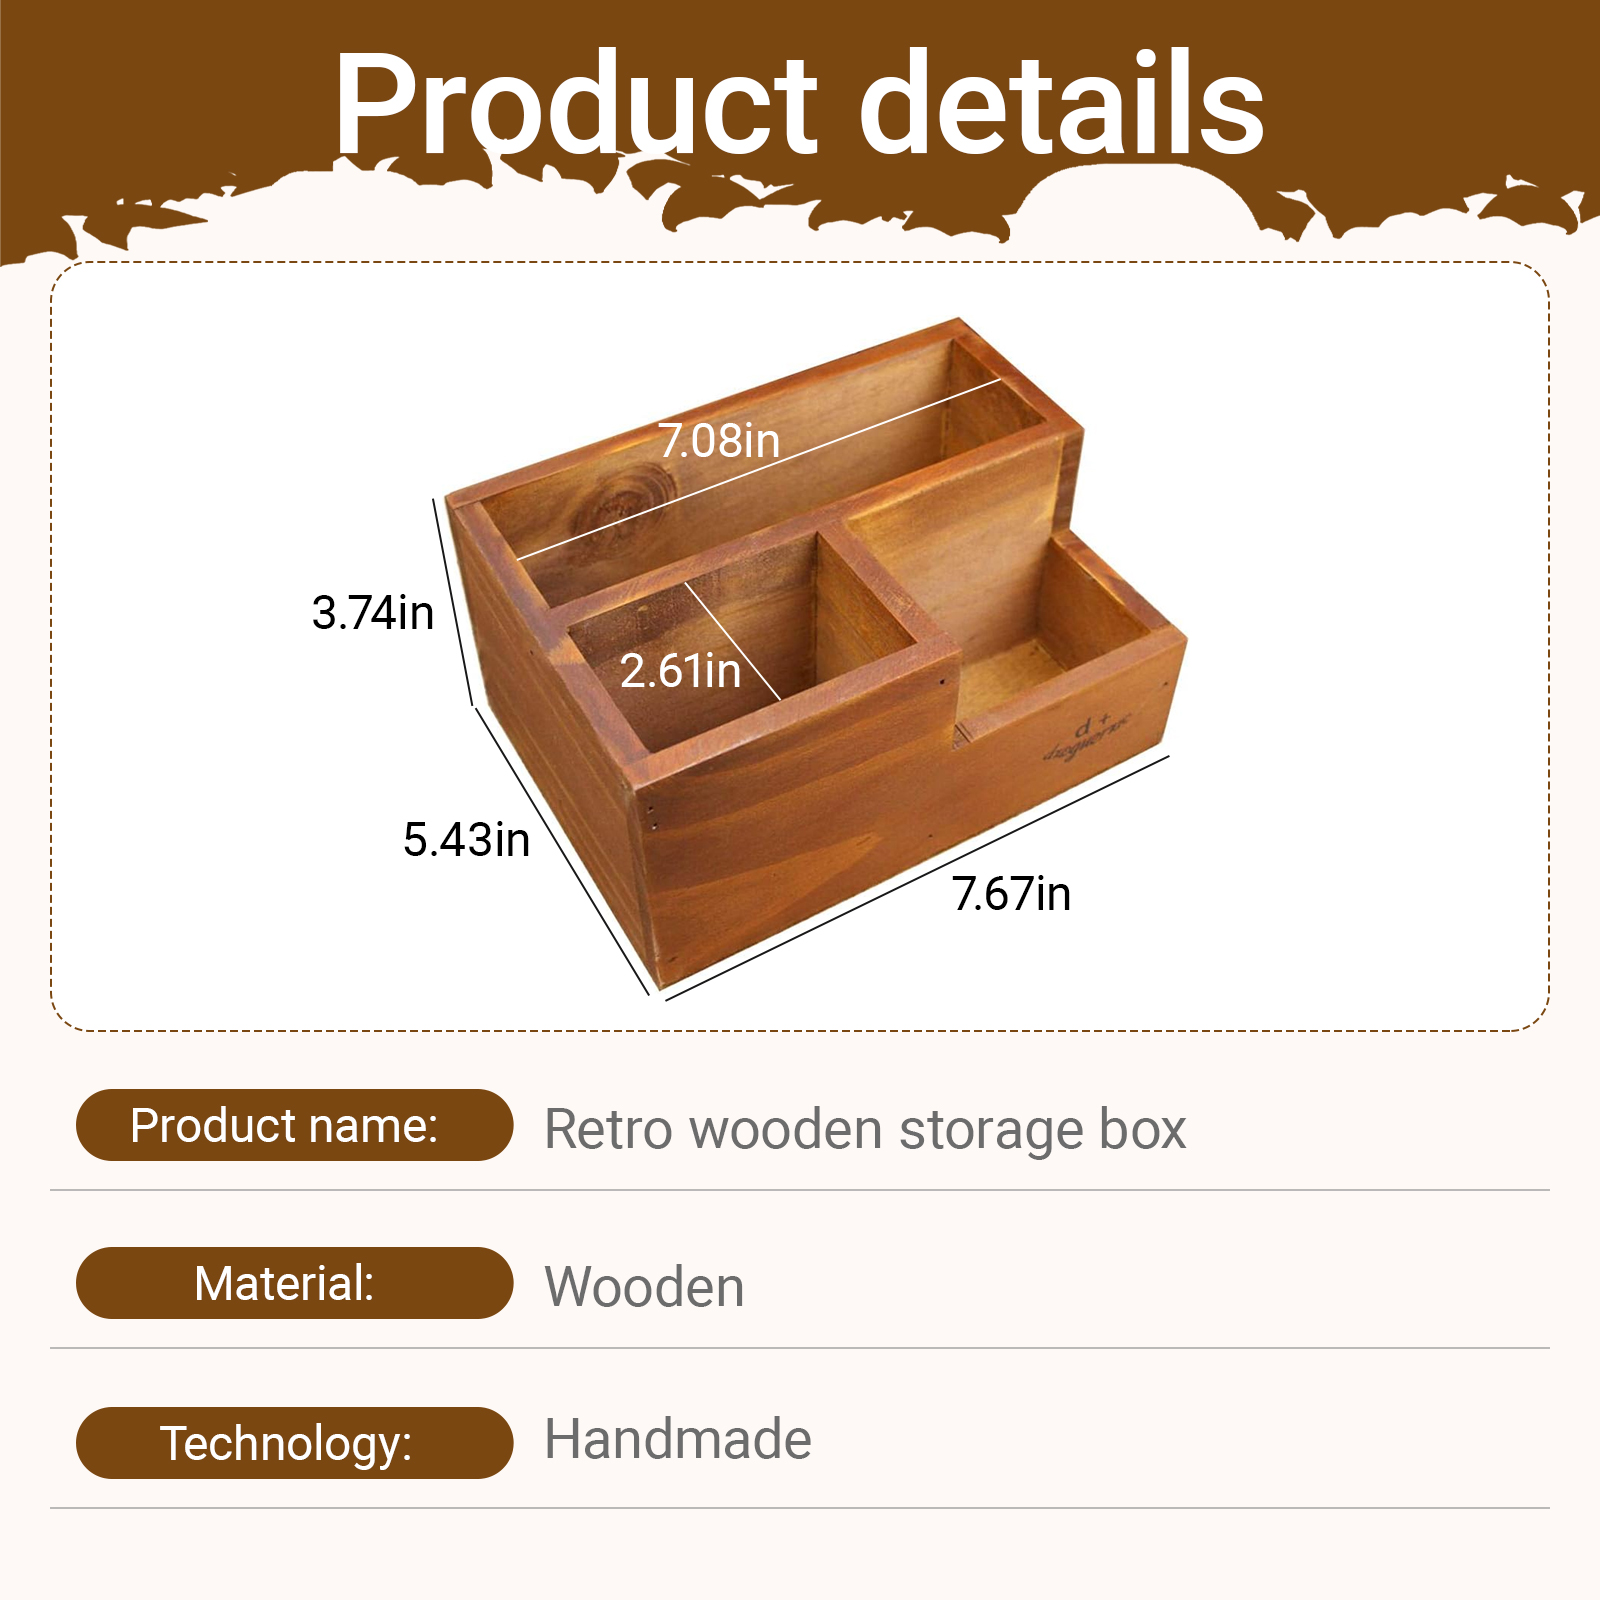 Product details
7.08in
3.74in
2.61in
5.43in
7.67in
d +
Product name: Retro wooden storage box
Material: Wooden
Technology: Handmade